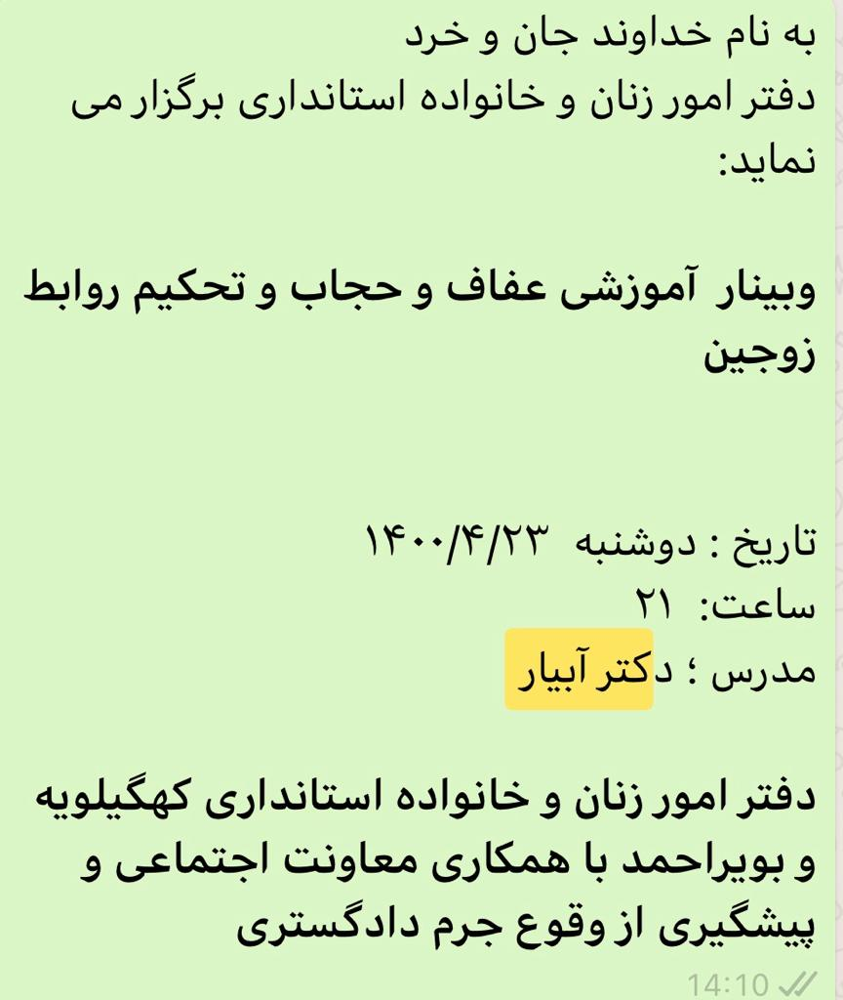 به نام خداوند جان و خرد
دفتر امور زنان و خانواده استانداری برگزار می
نماید:
وبینار آموزشی عفاف و حجاب و تحکیم روابط
زوجین
تاریخ : دوشنبه ۱۴۰۰/۴/۲۳
ساعت: ۲۱
مدرس ؛ دکتر آبیار
دفتر امور زنان و خانواده استانداری کهگیلویه
و بویراحمد با همکاری معاونت اجتماعی و
پیشگیری از وقوع جرم دادگستری
14:10